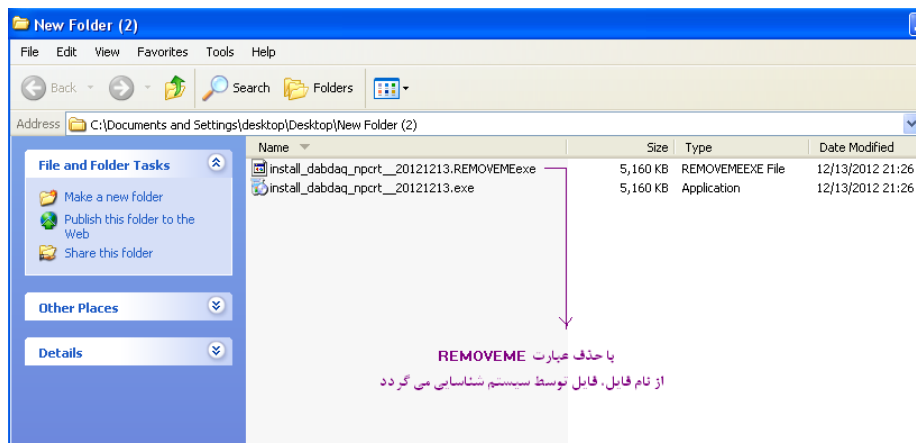 New Folder (2)
File Edit View Favorites Tools Help
Back Search Folders
Address C:\Documents and Settings\desktop\Desktop\New Folder (2)
Name Size Type Date Modified
File and Folder Tasks
Make a new folder
Publish this folder to the
Web
Share this folder
Other Places
Details
install_dabdaq_nprt__20121213.REMOVEMEexe 5,160 KB REMOVEMEEXE File 12/13/2012 21:26
install_dabdaq_nprt__20121213.exe 5,160 KB Application 12/13/2012 21:26
با حذف عبارت REMOVEME
از نام فایل، فایل توسط سیستم شناسایی می گردد